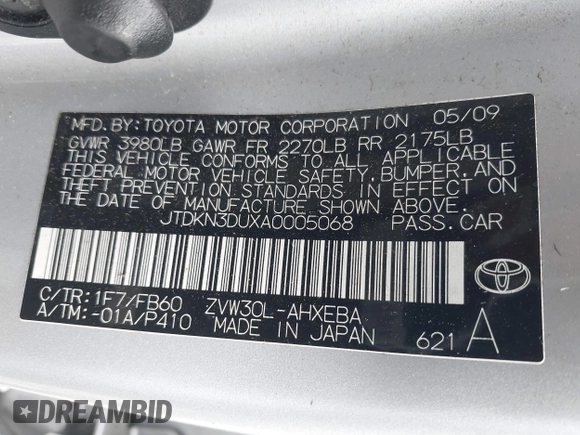 MFD.BY:TOYOTA MOTOR CORPORATION 05/09
GVWR 3980LB GAWR FR 2270LB RR 2175LB
THIS VEHICLE CONFORMS TO ALL APPLICABLE
FEDERAL MOTOR VEHICLE SAFETY,BUMPER,AND
THEFT PREVENTION STANDARDS IN EFFECT ON
THE DATE OF MANUFACTURE SHOWN ABOVE.
JTDKN3DUXA0005068 PASS.CAR
C/TR:1F7/FB60 ZVW30L-AHXEBA
A/TM:-01A/P410 MADE IN JAPAN 621 A
DREAMBID